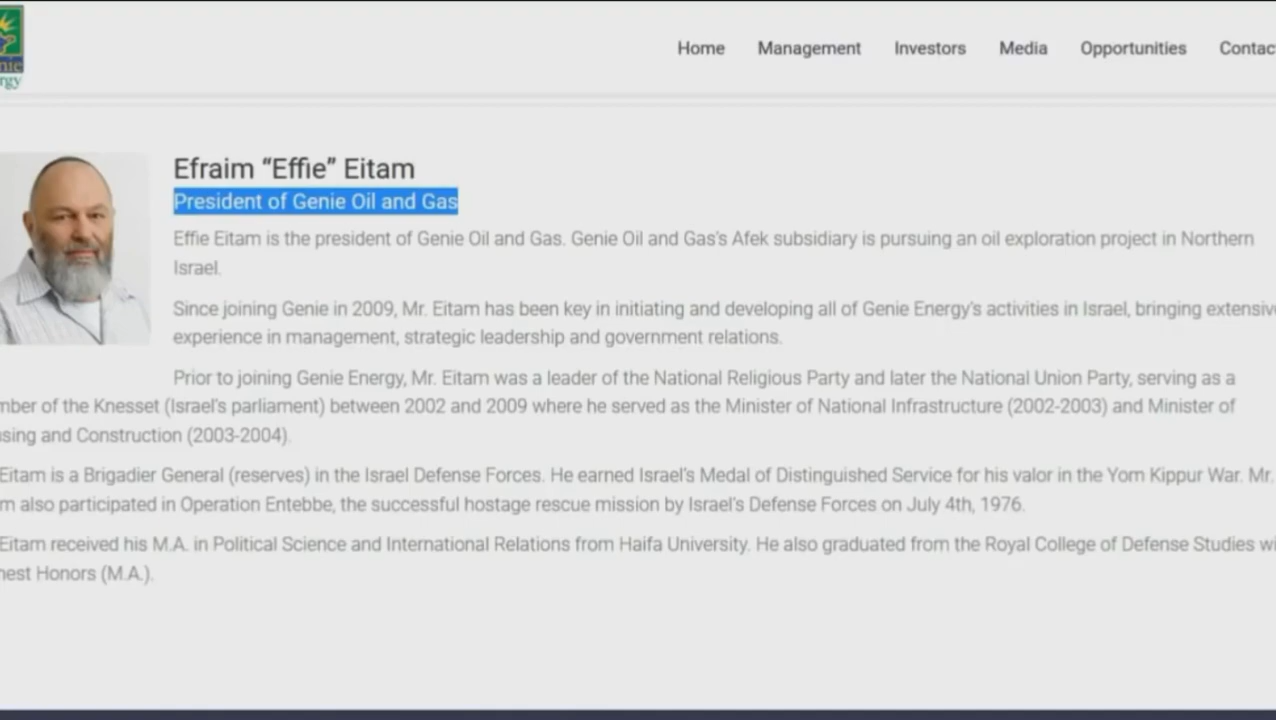 Home Management Investors Media Opportunities Contac
nie
rgy
Efraim “Effie” Eitam
President of Genie Oil and Gas
Effie Eitam is the president of Genie Oil and Gas. Genie Oil and Gas's Afek subsidiary is pursuing an oil exploration project in Northern
Israel.
Since joining Genie in 2009, Mr. Eitam has been key in initiating and developing all of Genie Energy's activities in Israel, bringing extensive
experience in management, strategic leadership and government relations.
Prior to joining Genie Energy, Mr. Eitam was a leader of the National Religious Party and later the National Union Party, serving as a
mber of the Knesset (Israel's parliament) between 2002 and 2009 where he served as the Minister of National Infrastructure (2002-2003) and Minister of
using and Construction (2003-2004).
Eitam is a Brigadier General (reserves) in the Israel Defense Forces. He earned Israel's Medal of Distinguished Service for his valor in the Yom Kippur War. Mr.
m also participated in Operation Entebbe, the successful hostage rescue mission by Israel's Defense Forces on July 4th, 1976.
Eitam received his M.A. in Political Science and International Relations from Haifa University. He also graduated from the Royal College of Defense Studies wi
hest Honors (M.A.).